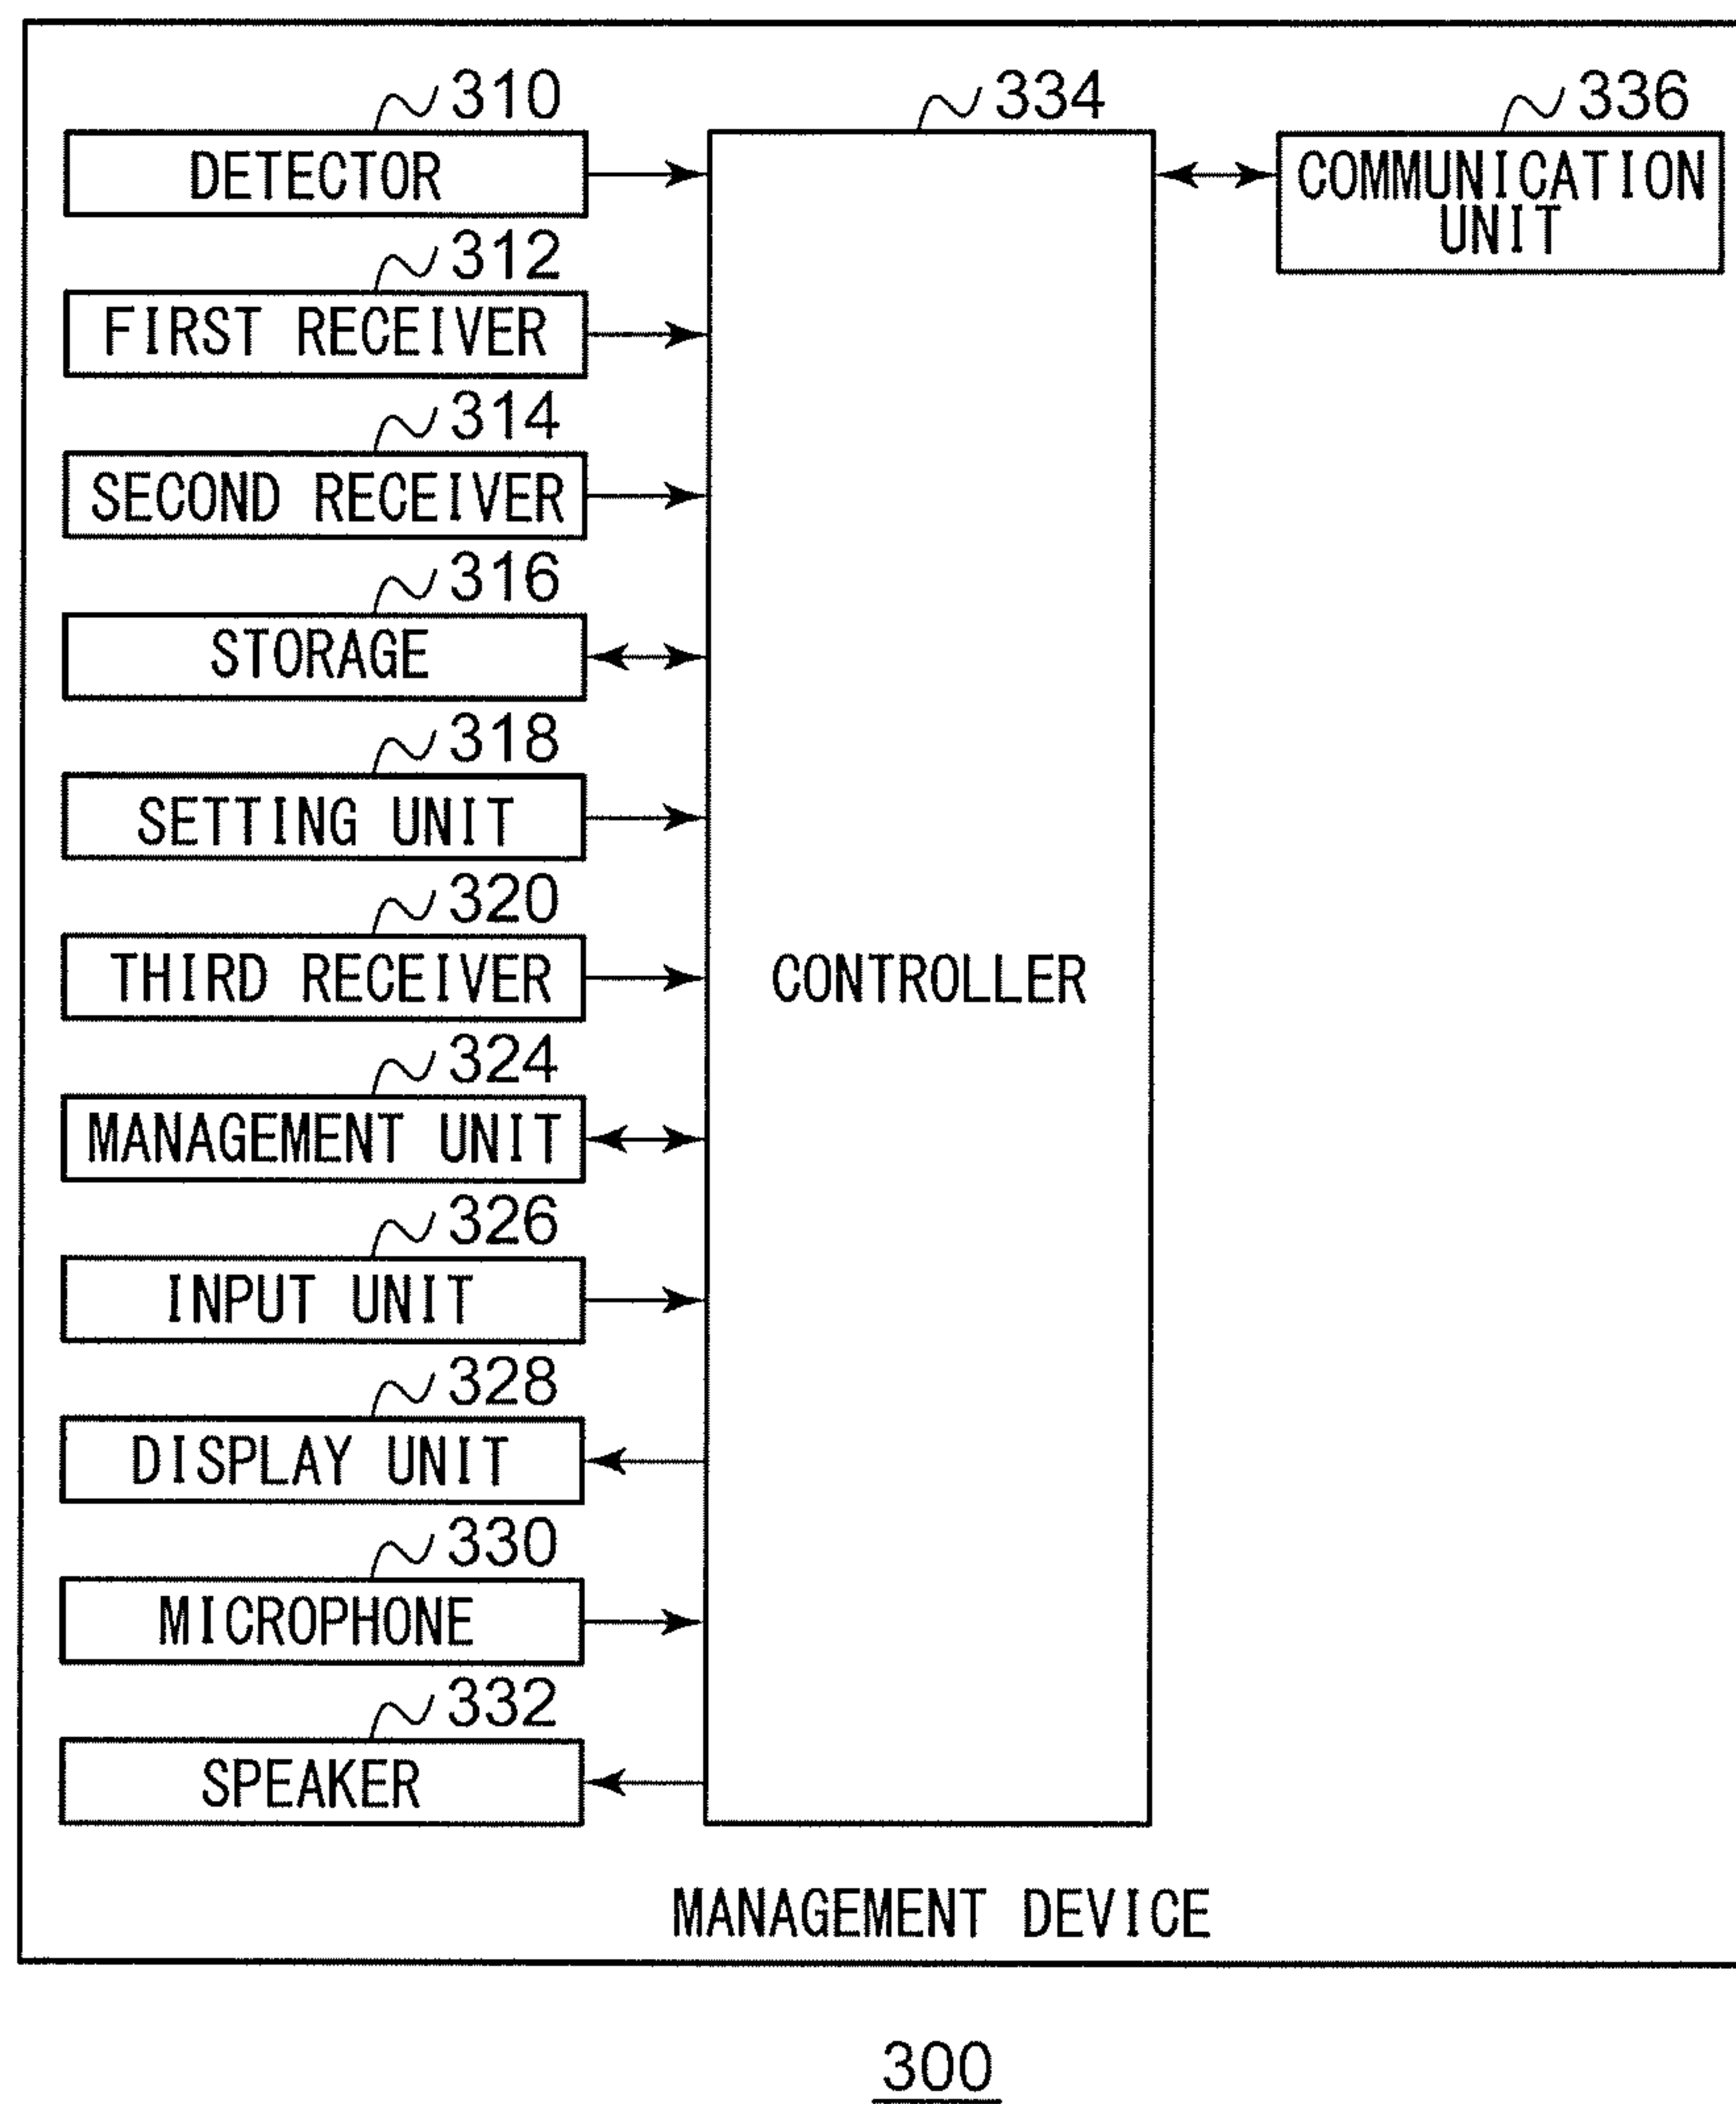 310
DETECTOR
312
FIRST RECEIVER
314
SECOND RECEIVER
316
STORAGE
318
SETTING UNIT
320
THIRD RECEIVER
324
MANAGEMENT UNIT
326
INPUT UNIT
328
DISPLAY UNIT
330
MICROPHONE
332
SPEAKER
334
CONTROLLER
336
COMMUNICATION
UNIT
MANAGEMENT DEVICE
300